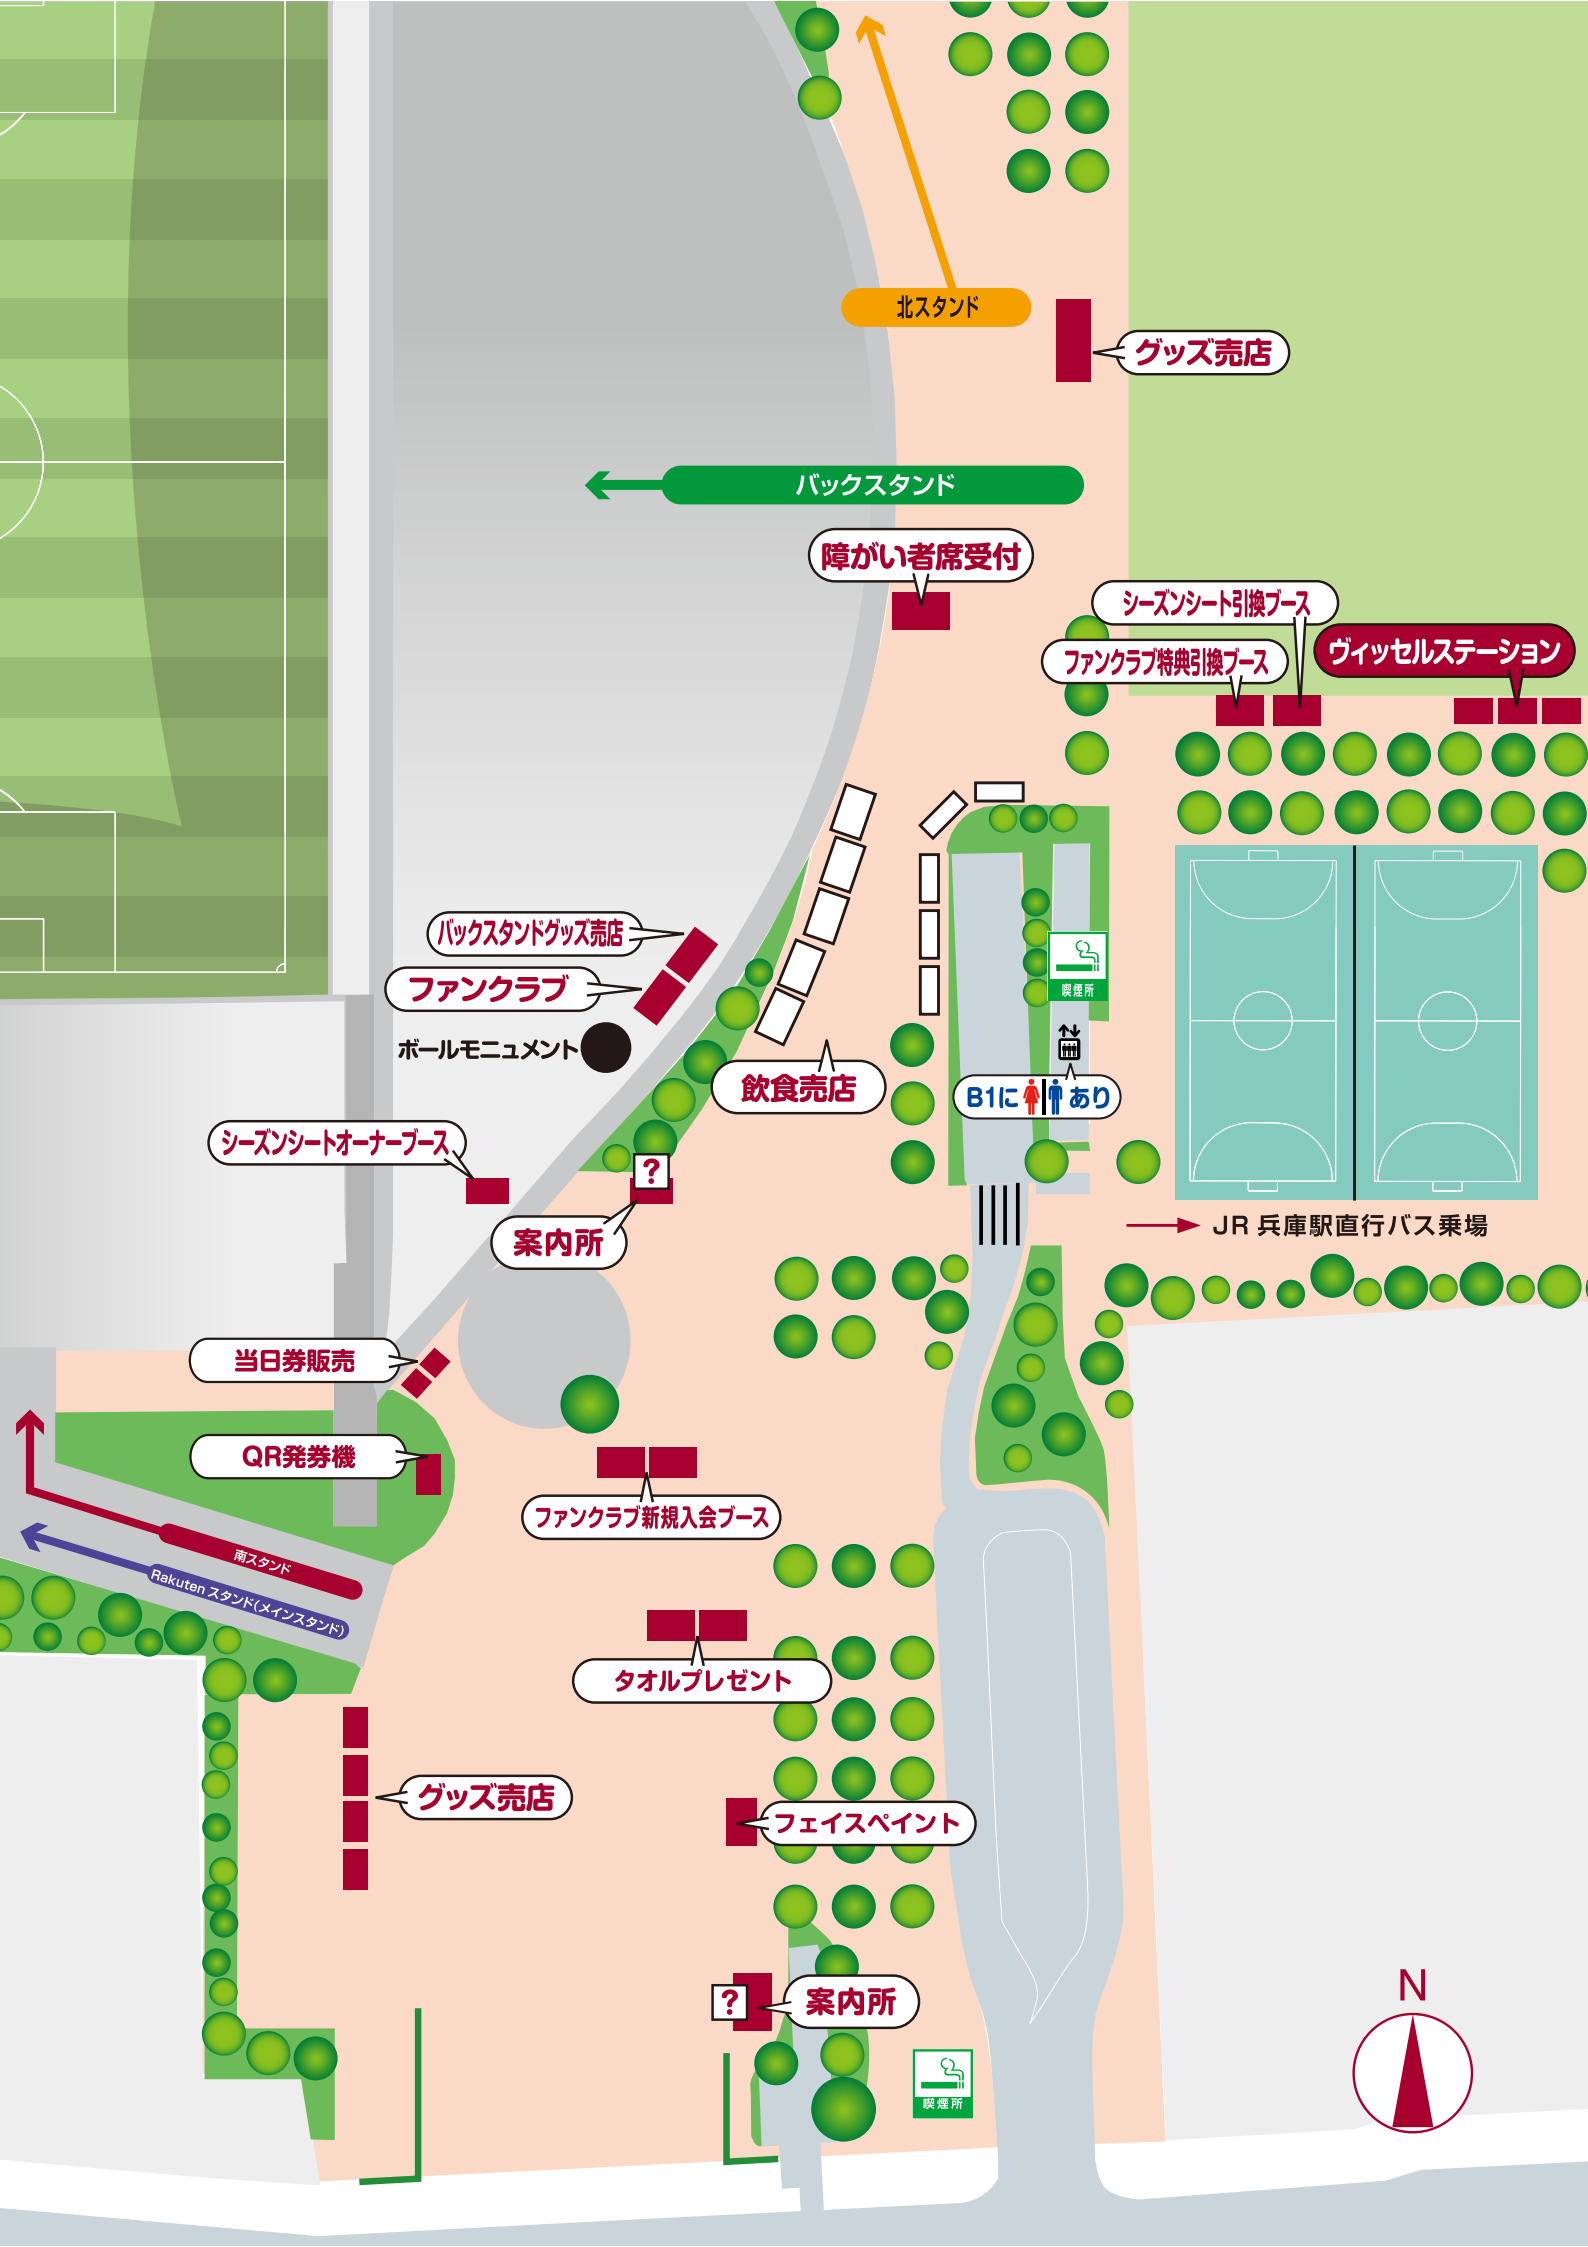 北スタンド
グッズ売店
バックスタンド
障がい者席受付
シーズンシート引換ブース
ファンクラブ特典引換ブース
ヴィッセルステーション
バックスタンドグッズ売店
ファンクラブ
ボールモニュメント
喫煙所
飲食売店
B1に あり
シーズンシートオーナーブース
?
案内所
JR 兵庫駅直行バス乗場
当日券販売
QR発券機
ファンクラブ新規入会ブース
南スタンド
Rakuten スタンド(メインスタンド)
タオルプレゼント
グッズ売店
フェイスペイント
?
案内所
喫煙所
N